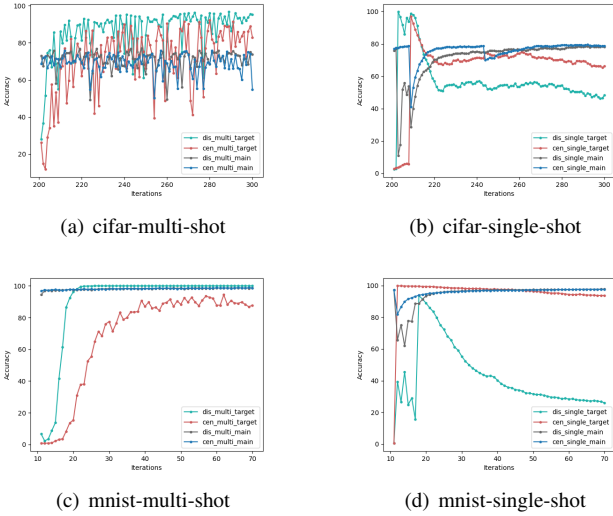 100
80
60
40
20
Accuracy
200 220 240 260 280 300
Iterations
dis_multi_target
cen_multi_target
dis_multi_main
cen_multi_main
(a) cifar-multi-shot
100
80
60
40
20
0
Accuracy
200 220 240 260 280 300
Iterations
dis_single_target
cen_single_target
dis_single_main
cen_single_main
(b) cifar-single-shot
100
80
60
40
20
0
Accuracy
10 20 30 40 50 60 70
Iterations
dis_multi_target
cen_multi_target
dis_multi_main
cen_multi_main
(c) mnist-multi-shot
100
80
60
40
20
0
Accuracy
10 20 30 40 50 60 70
Iterations
dis_single_target
cen_single_target
dis_single_main
cen_single_main
(d) mnist-single-shot